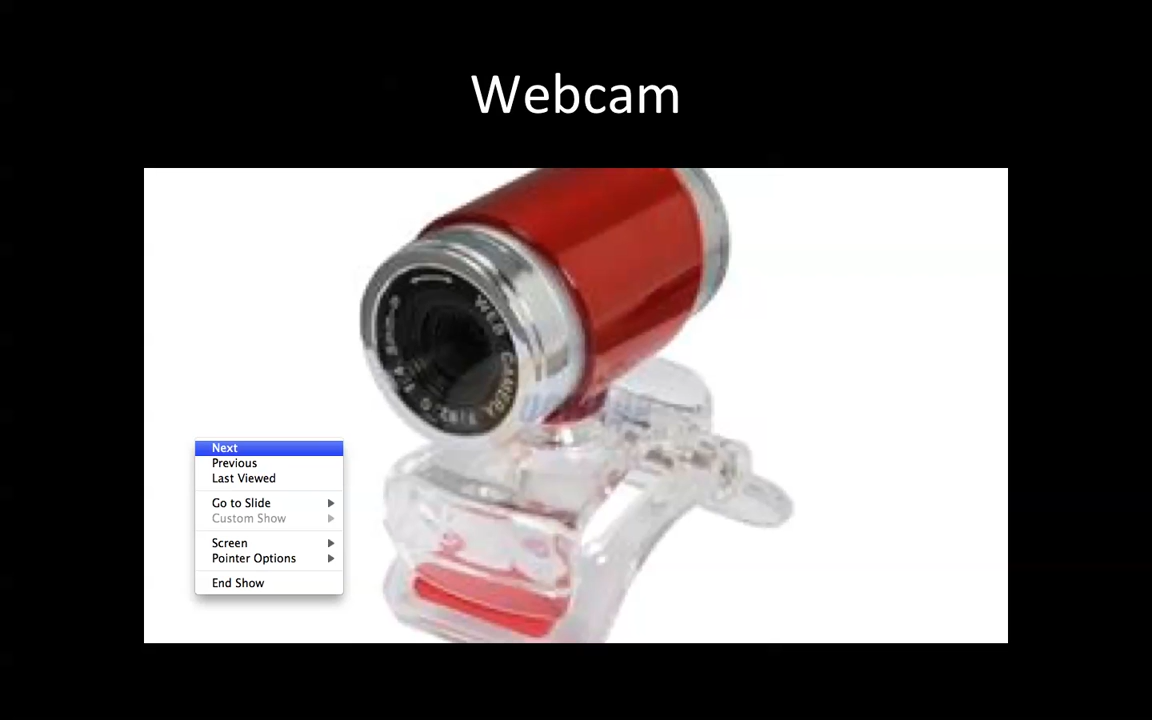 Webcam
WEB CAMERA
Next
Previous
Last Viewed
Go to Slide
Custom Show
Screen
Pointer Options
End Show